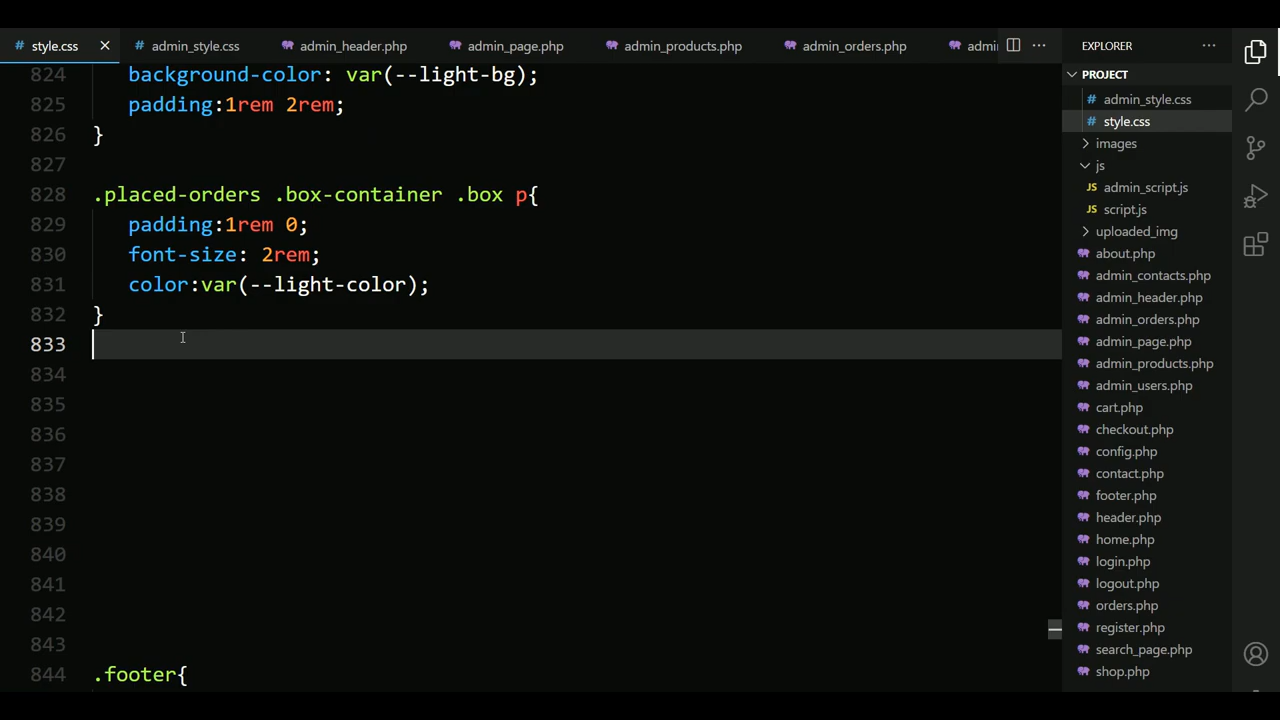 style.css
admin_style.css
admin_header.php
admin_page.php
admin_products.php
admin_orders.php
admi
EXPLORER
824 background-color: var(--light-bg);
825 padding:1rem 2rem;
826 }
827
828 .placed-orders .box-container .box p{
829 padding:1rem 0;
830 font-size: 2rem;
831 color:var(--light-color);
832 }
833
834
835
836
837
838
839
840
841
842
843
844 .footer{
PROJECT
# admin_style.css
# style.css
images
js
JS admin_script.js
JS script.js
uploaded_img
about.php
admin_contacts.php
admin_header.php
admin_orders.php
admin_page.php
admin_products.php
admin_users.php
cart.php
checkout.php
config.php
contact.php
footer.php
header.php
home.php
login.php
logout.php
orders.php
register.php
search_page.php
shop.php